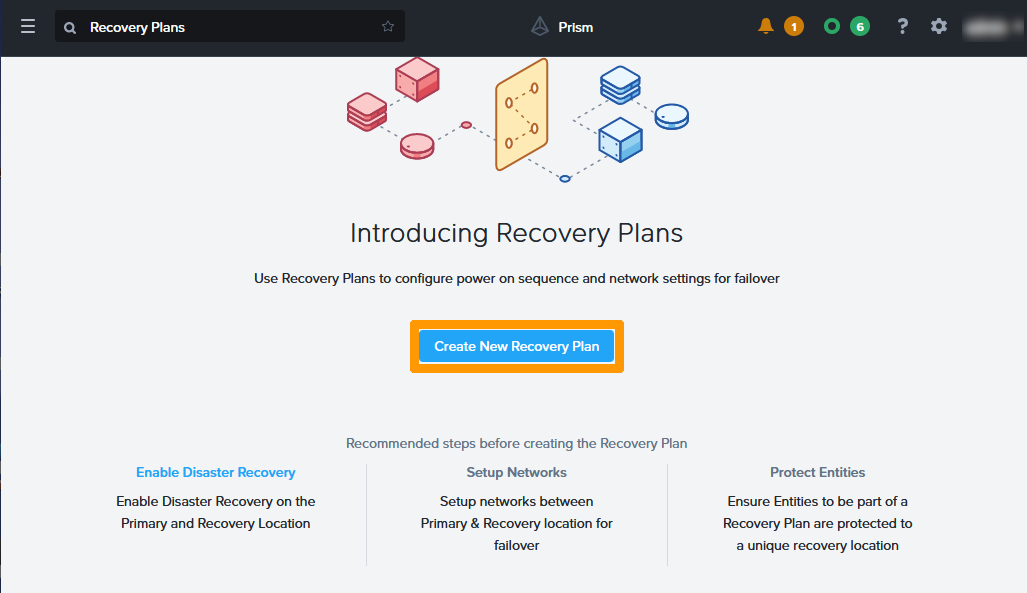 Recovery Plans
Prism
1
6
?
Introducing Recovery Plans
Use Recovery Plans to configure power on sequence and network settings for failover
Create New Recovery Plan
Recommended steps before creating the Recovery Plan
Enable Disaster Recovery
Enable Disaster Recovery on the
Primary and Recovery Location
Setup Networks
Setup networks between
Primary & Recovery location for
failover
Protect Entities
Ensure Entities to be part of a
Recovery Plan are protected to
a unique recovery location